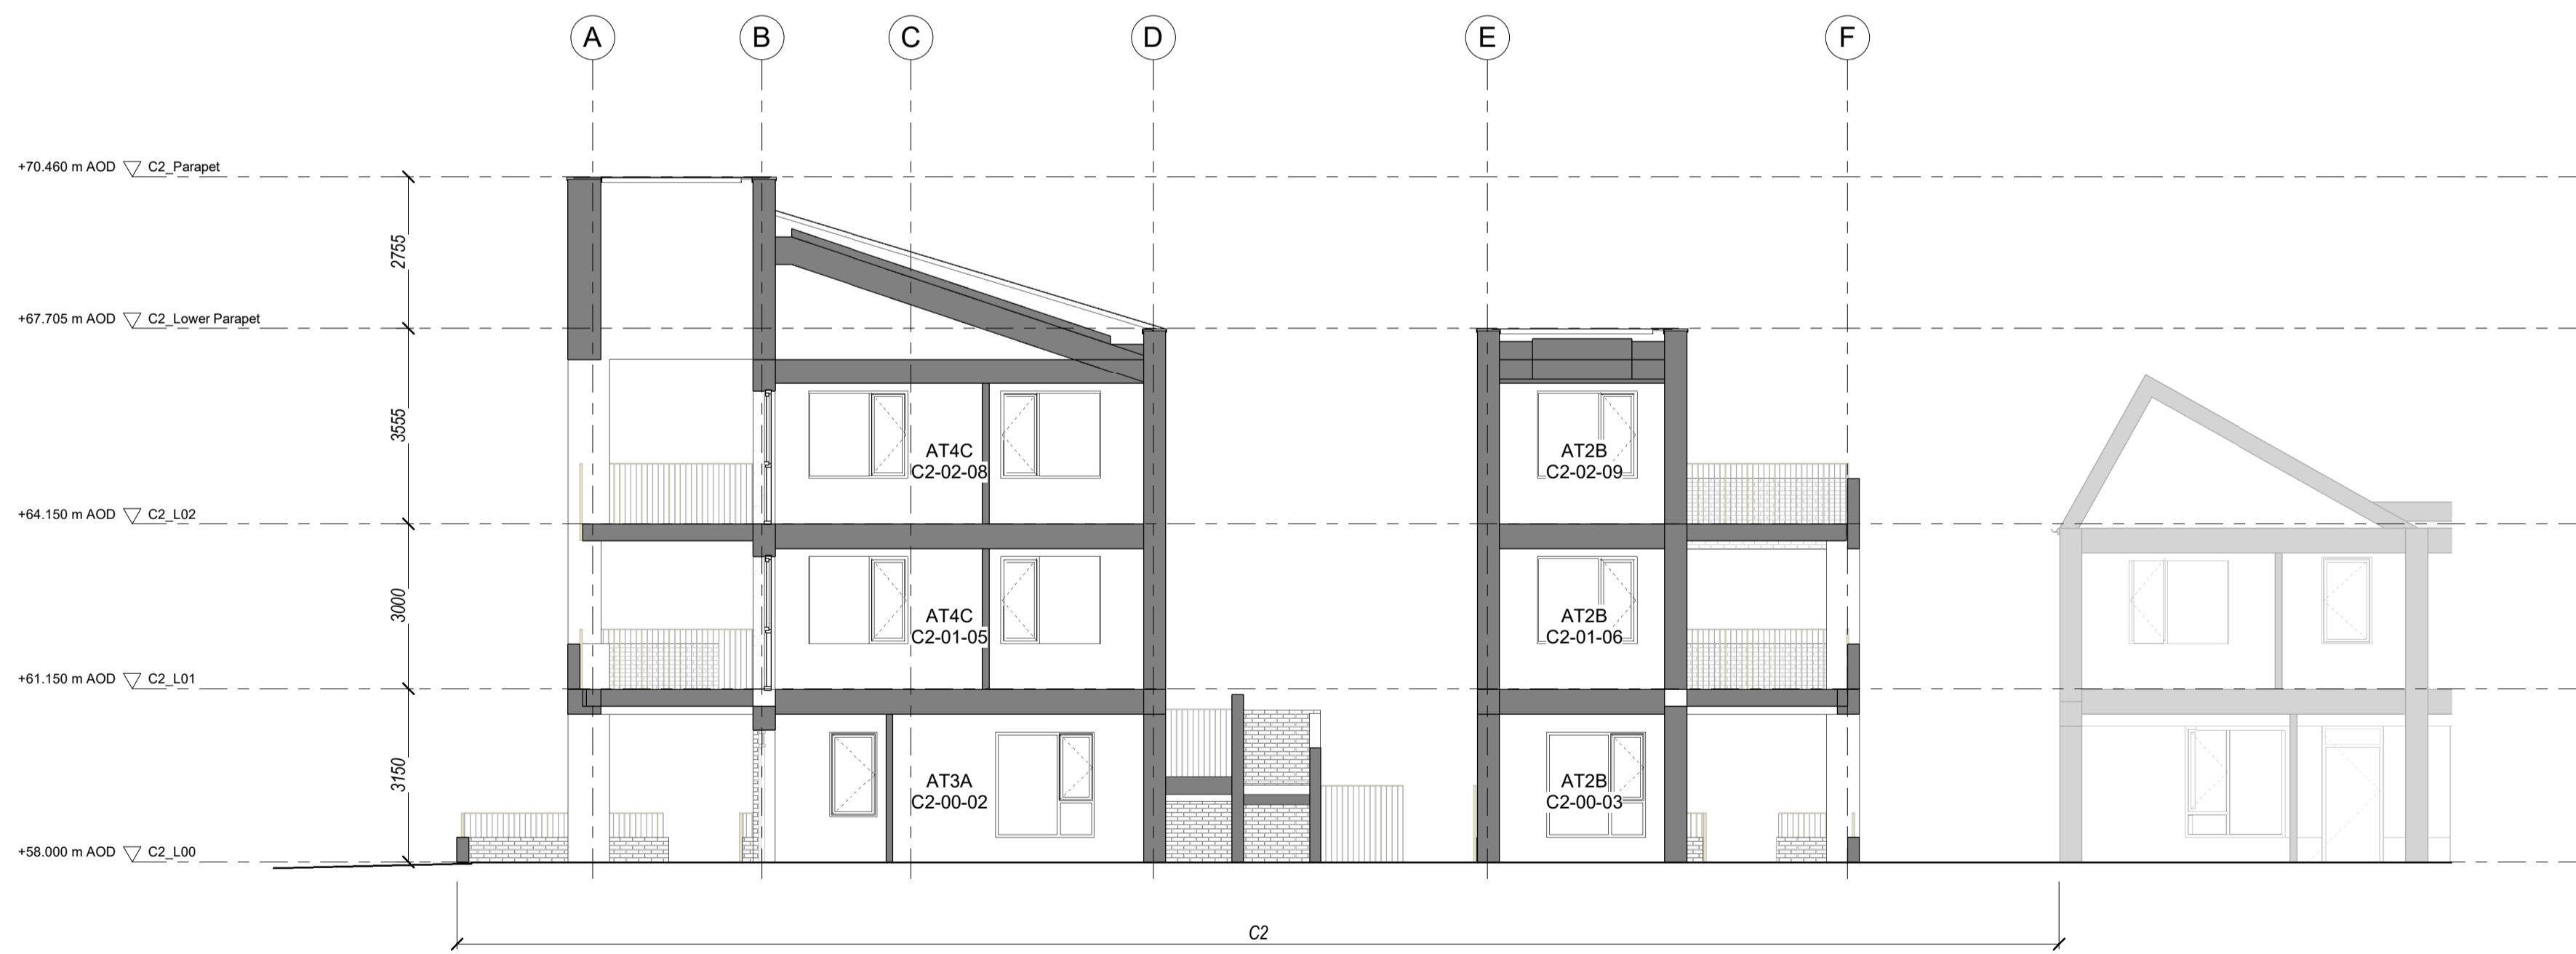 A
B
C
D
E
F
+70.460 m AOD C2_Parapet
2755
+67.705 m AOD C2_Lower Parapet
3555
AT4C
C2-02-08
AT2B
C2-02-09
+64.150 m AOD C2_L02
3000
AT4C
C2-01-05
AT2B
C2-01-06
+61.150 m AOD C2_L01
3150
AT3A
C2-00-02
AT2B
C2-00-03
+58.000 m AOD C2_L00
C2